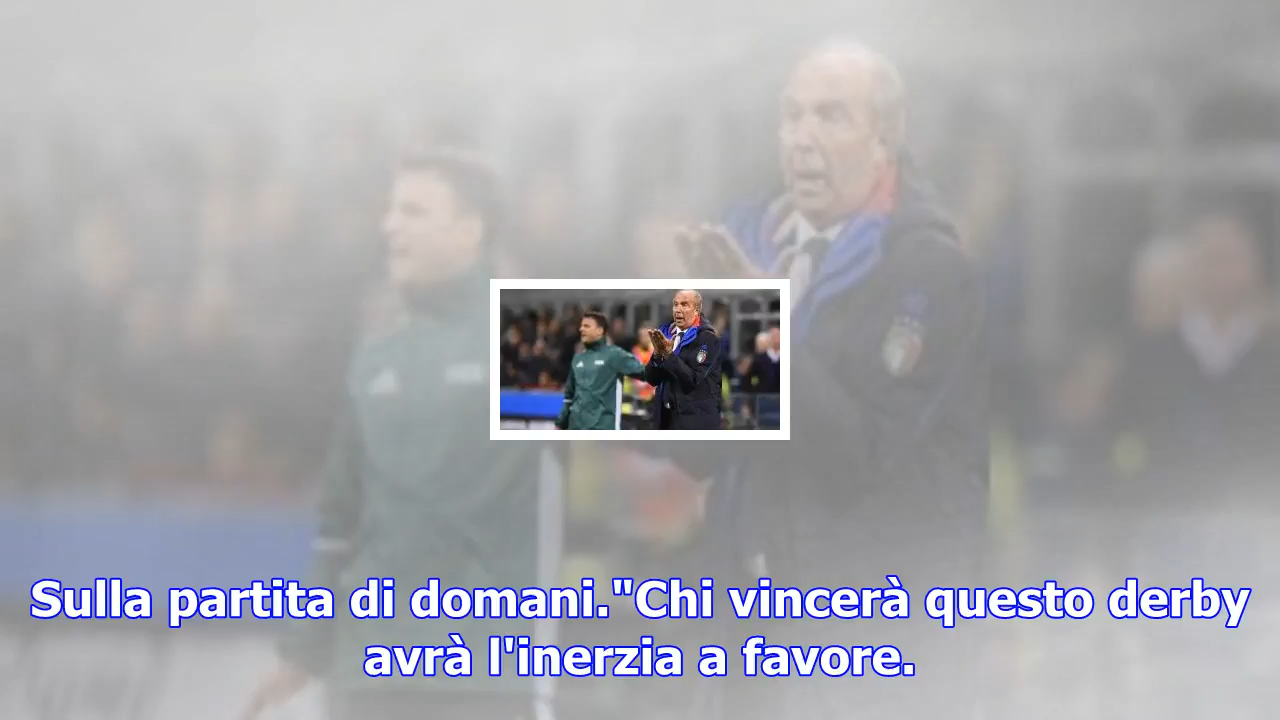 Sulla partita di domani."Chi vincerà questo derby
avrà l'inerzia a favore.